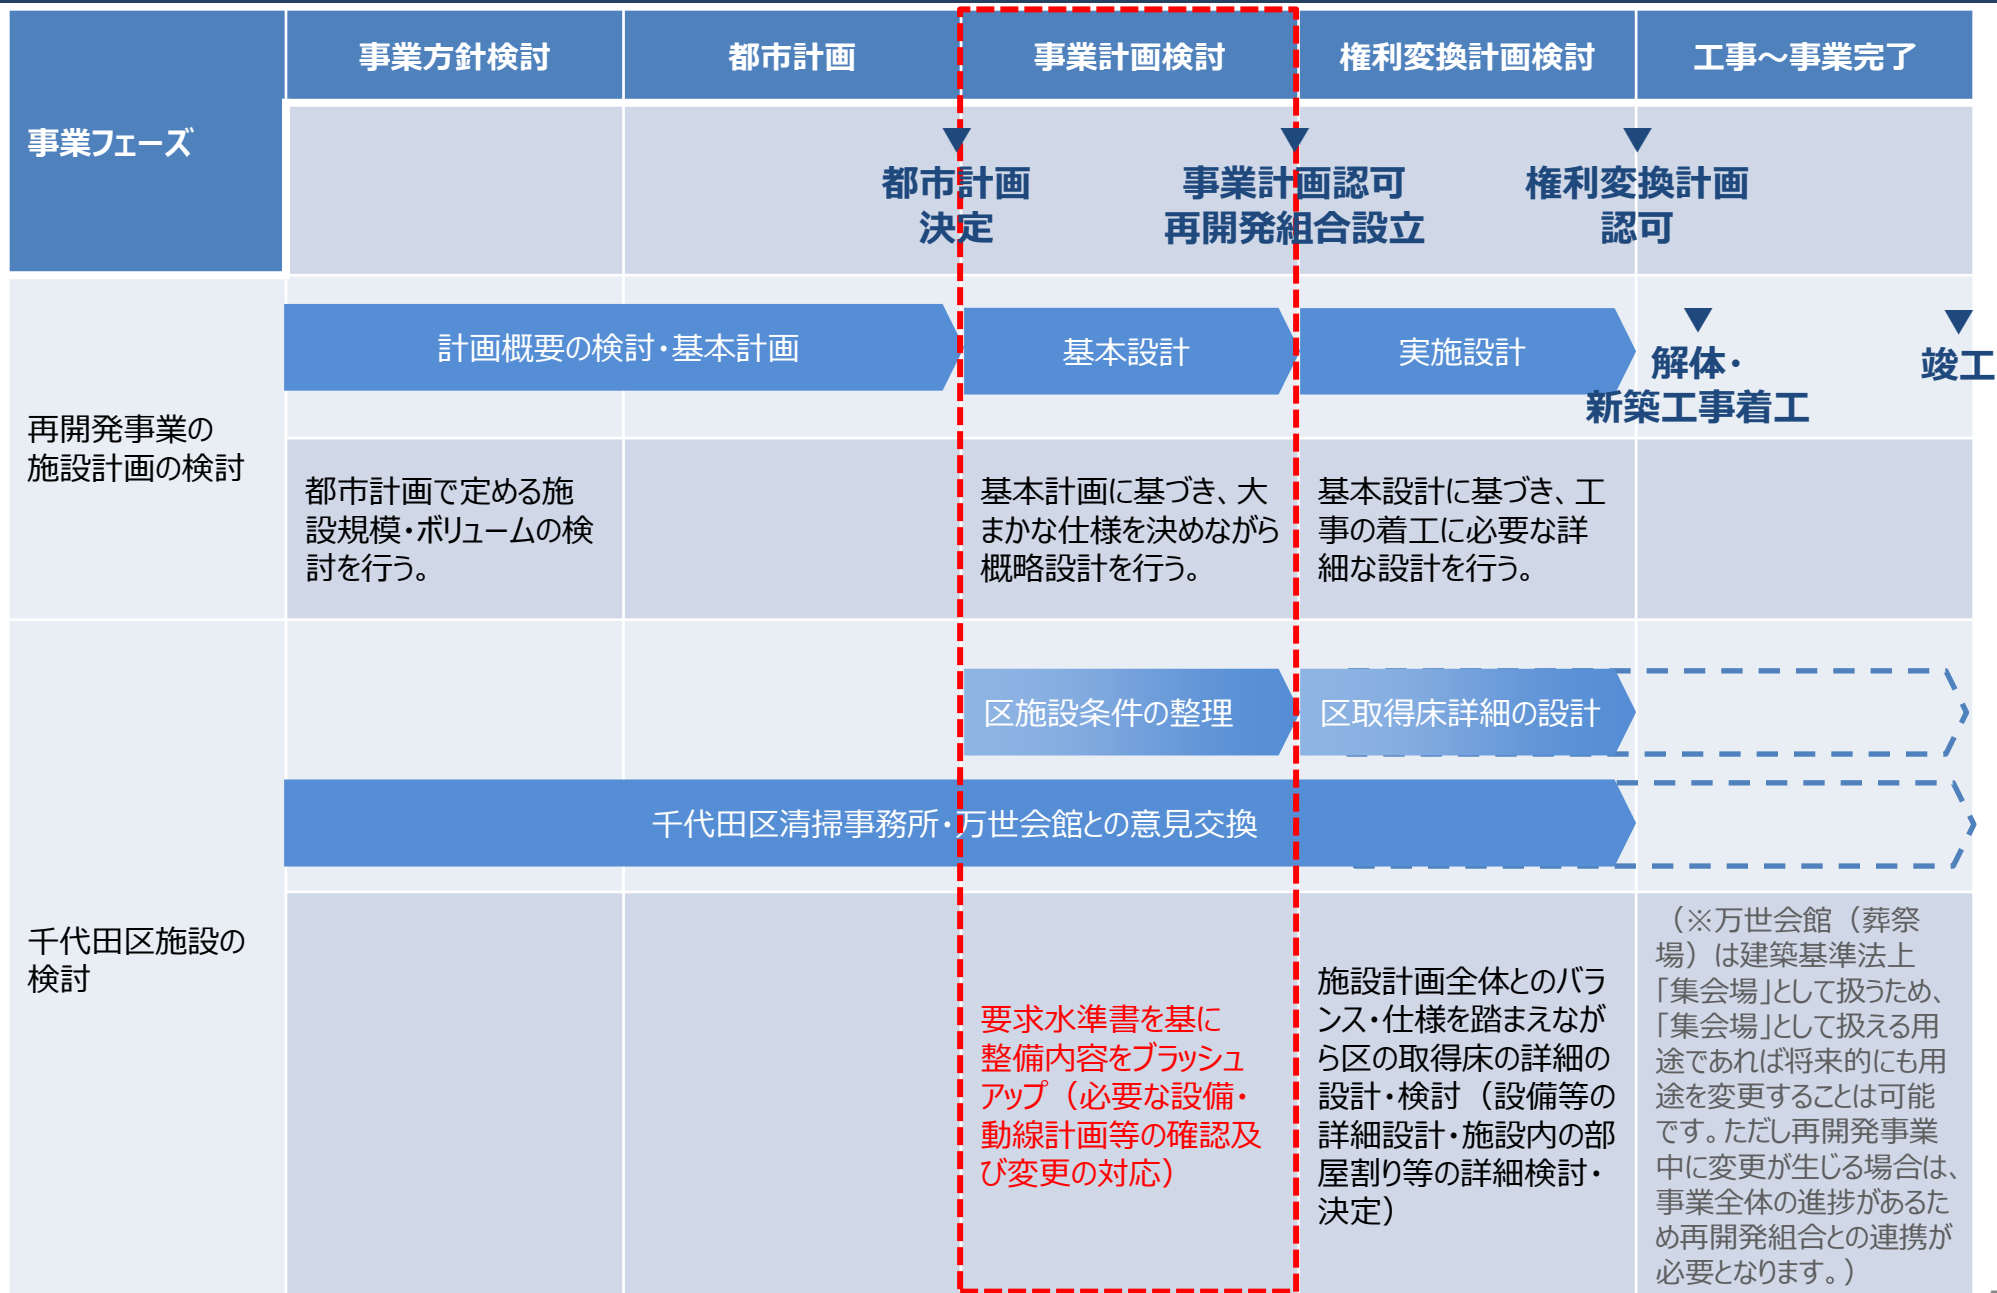 事業フェーズ
事業方針検討
都市計画
事業計画検討
権利変換計画検討
工事～事業完了
▼
都市計画
決定
▼
事業計画認可
再開発組合設立
▼
権利変換計画
認可
再開発事業の
施設計画の検討
計画概要の検討・基本計画
基本設計
実施設計
▼
解体・
新築工事着工
▼
竣工
都市計画で定める施
設規模・ボリュームの検
討を行う。
基本計画に基づき、大
まかな仕様を決めながら
概略設計を行う。
基本設計に基づき、工
事の着工に必要な詳
細な設計を行う。
千代田区施設の
検討
区施設条件の整理
区取得床詳細の設計
千代田区清掃事務所・万世会館との意見交換
要求水準書を基に
整備内容をブラッシュ
アップ（必要な設備・
動線計画等の確認及
び変更の対応）
施設計画全体とのバラ
ンス・仕様を踏まえなが
ら区の取得床の詳細の
設計・検討（設備等の
詳細設計・施設内の部
屋割り等の詳細検討・
決定）
（※万世会館（葬祭
場）は建築基準法上
「集会場」として扱うため、
「集会場」として扱える用
途であれば将来的にも用
途を変更することは可能
です。ただし再開発事業
中に変更が生じる場合は、
事業全体の進捗があるた
め再開発組合との連携が
必要となります。）